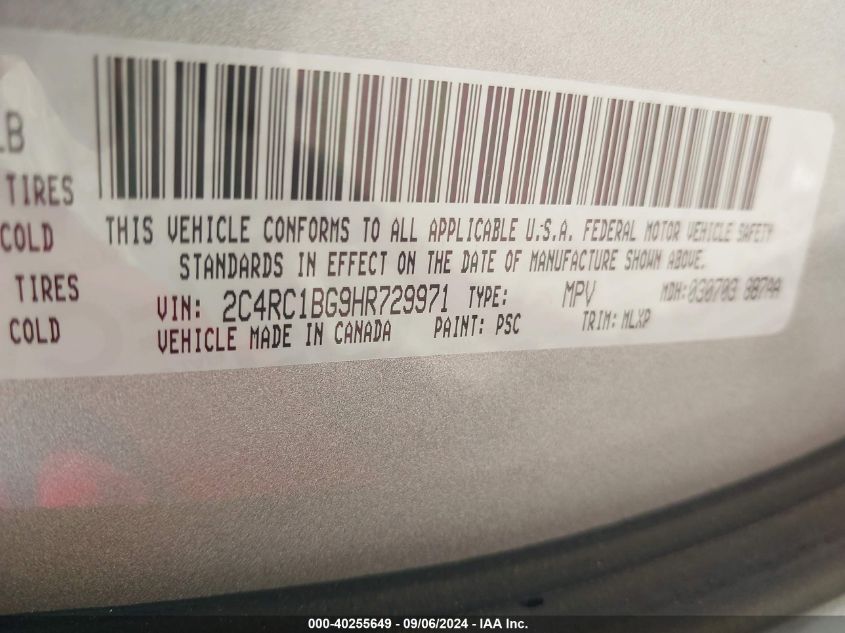 LB
TIRES
COLD
TIRES
COLD
THIS VEHICLE CONFORMS TO ALL APPLICABLE U.S.A. FEDERAL MOTOR VEHICLE SAFETY
STANDARDS IN EFFECT ON THE DATE OF MANUFACTURE SHOWN ABOVE.
VIN: 2C4RC1BG9HR729971 TYPE: MPV MDH: 030703
VEHICLE MADE IN CANADA PAINT: PSC TRIM: MLXP
000-40255649 - 09/06/2024 - IAA Inc.